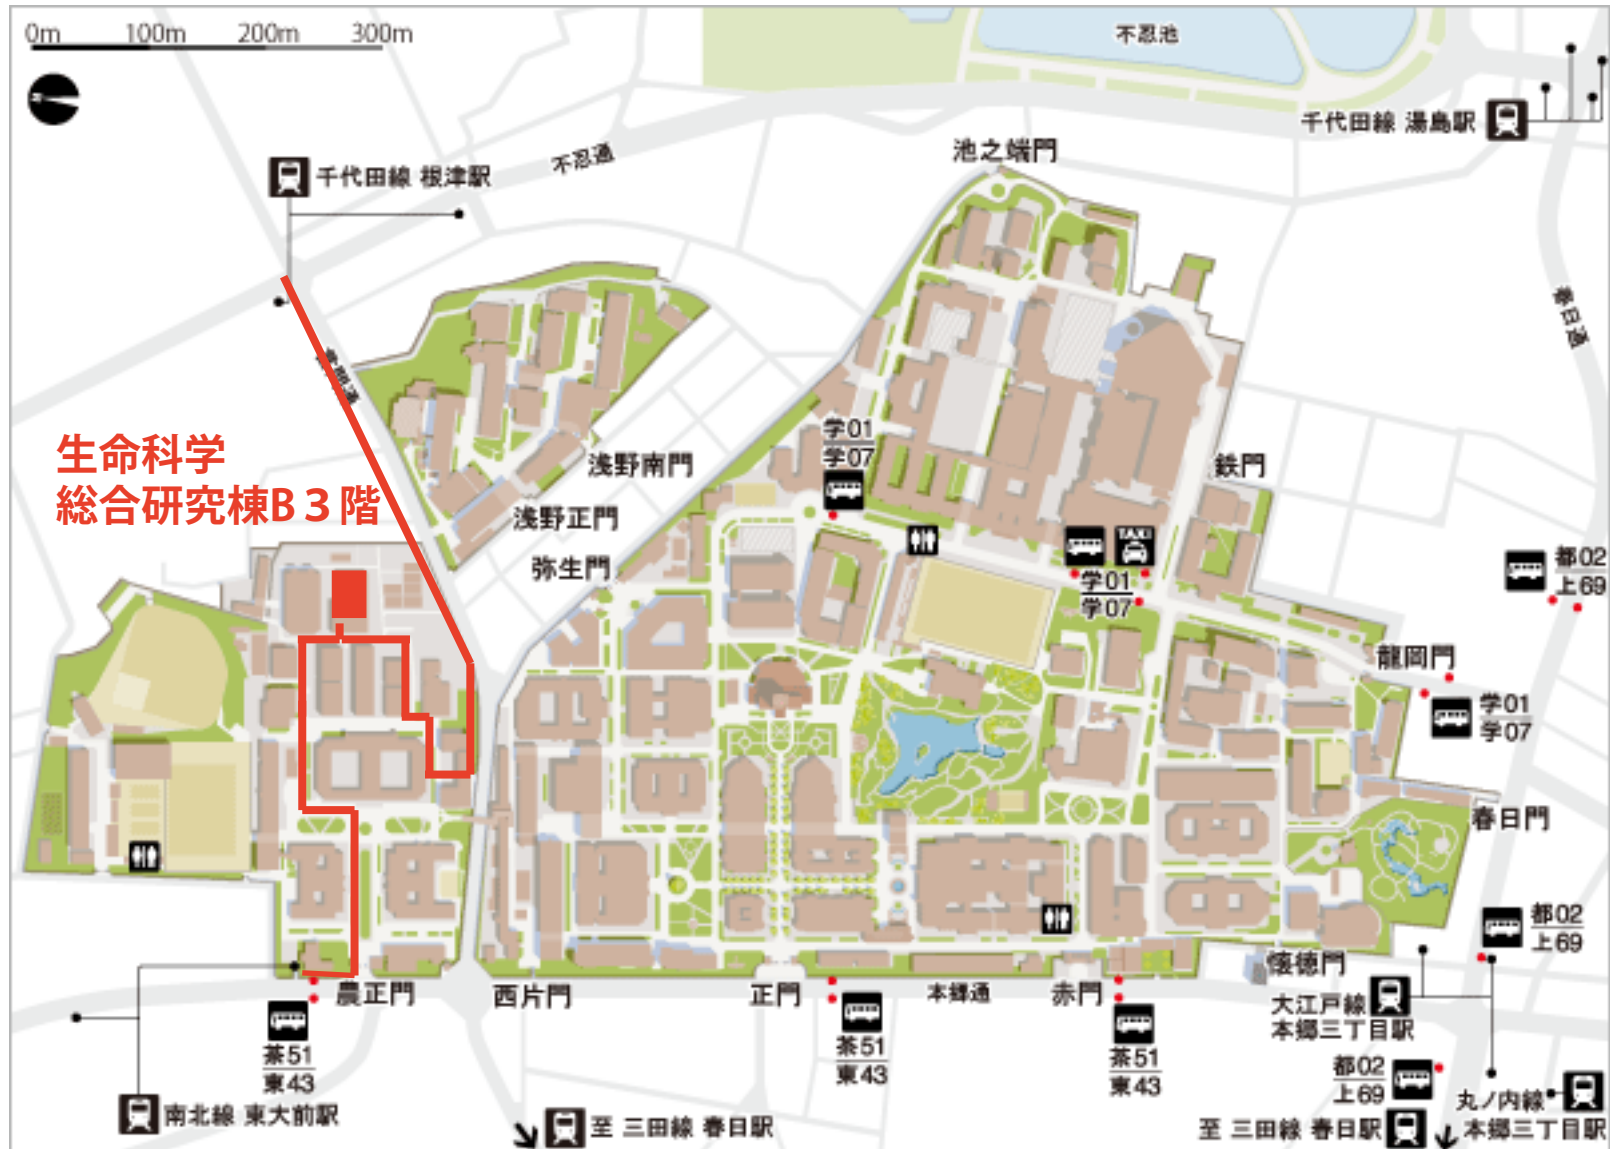 0m 100m 200m 300m
不忍池
千代田線 湯島駅
池之端門
不忍通
千代田線 根津駅
春日通
生命科学
総合研究棟B３階
学01
学07
浅野南門
鉄門
浅野正門
弥生門
TAXI
学01
学07
都02
上69
龍岡門
学01
学07
春日門
都02
上69
懐徳門
農正門
西片門
正門
本郷通
赤門
大江戸線
本郷三丁目駅
茶51
東43
茶51
東43
茶51
東43
都02
上69
南北線 東大前駅
至 三田線 春日駅
至 三田線 春日駅
丸ノ内線
本郷三丁目駅